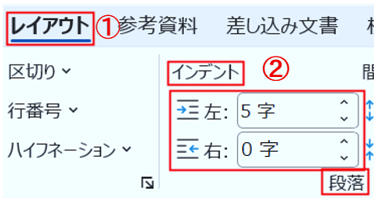 レイアウト ① 参考資料 差し込み文書
区切り インデント ②
行番号 左: 5 字
ハイフネーション 右: 0 字
段落